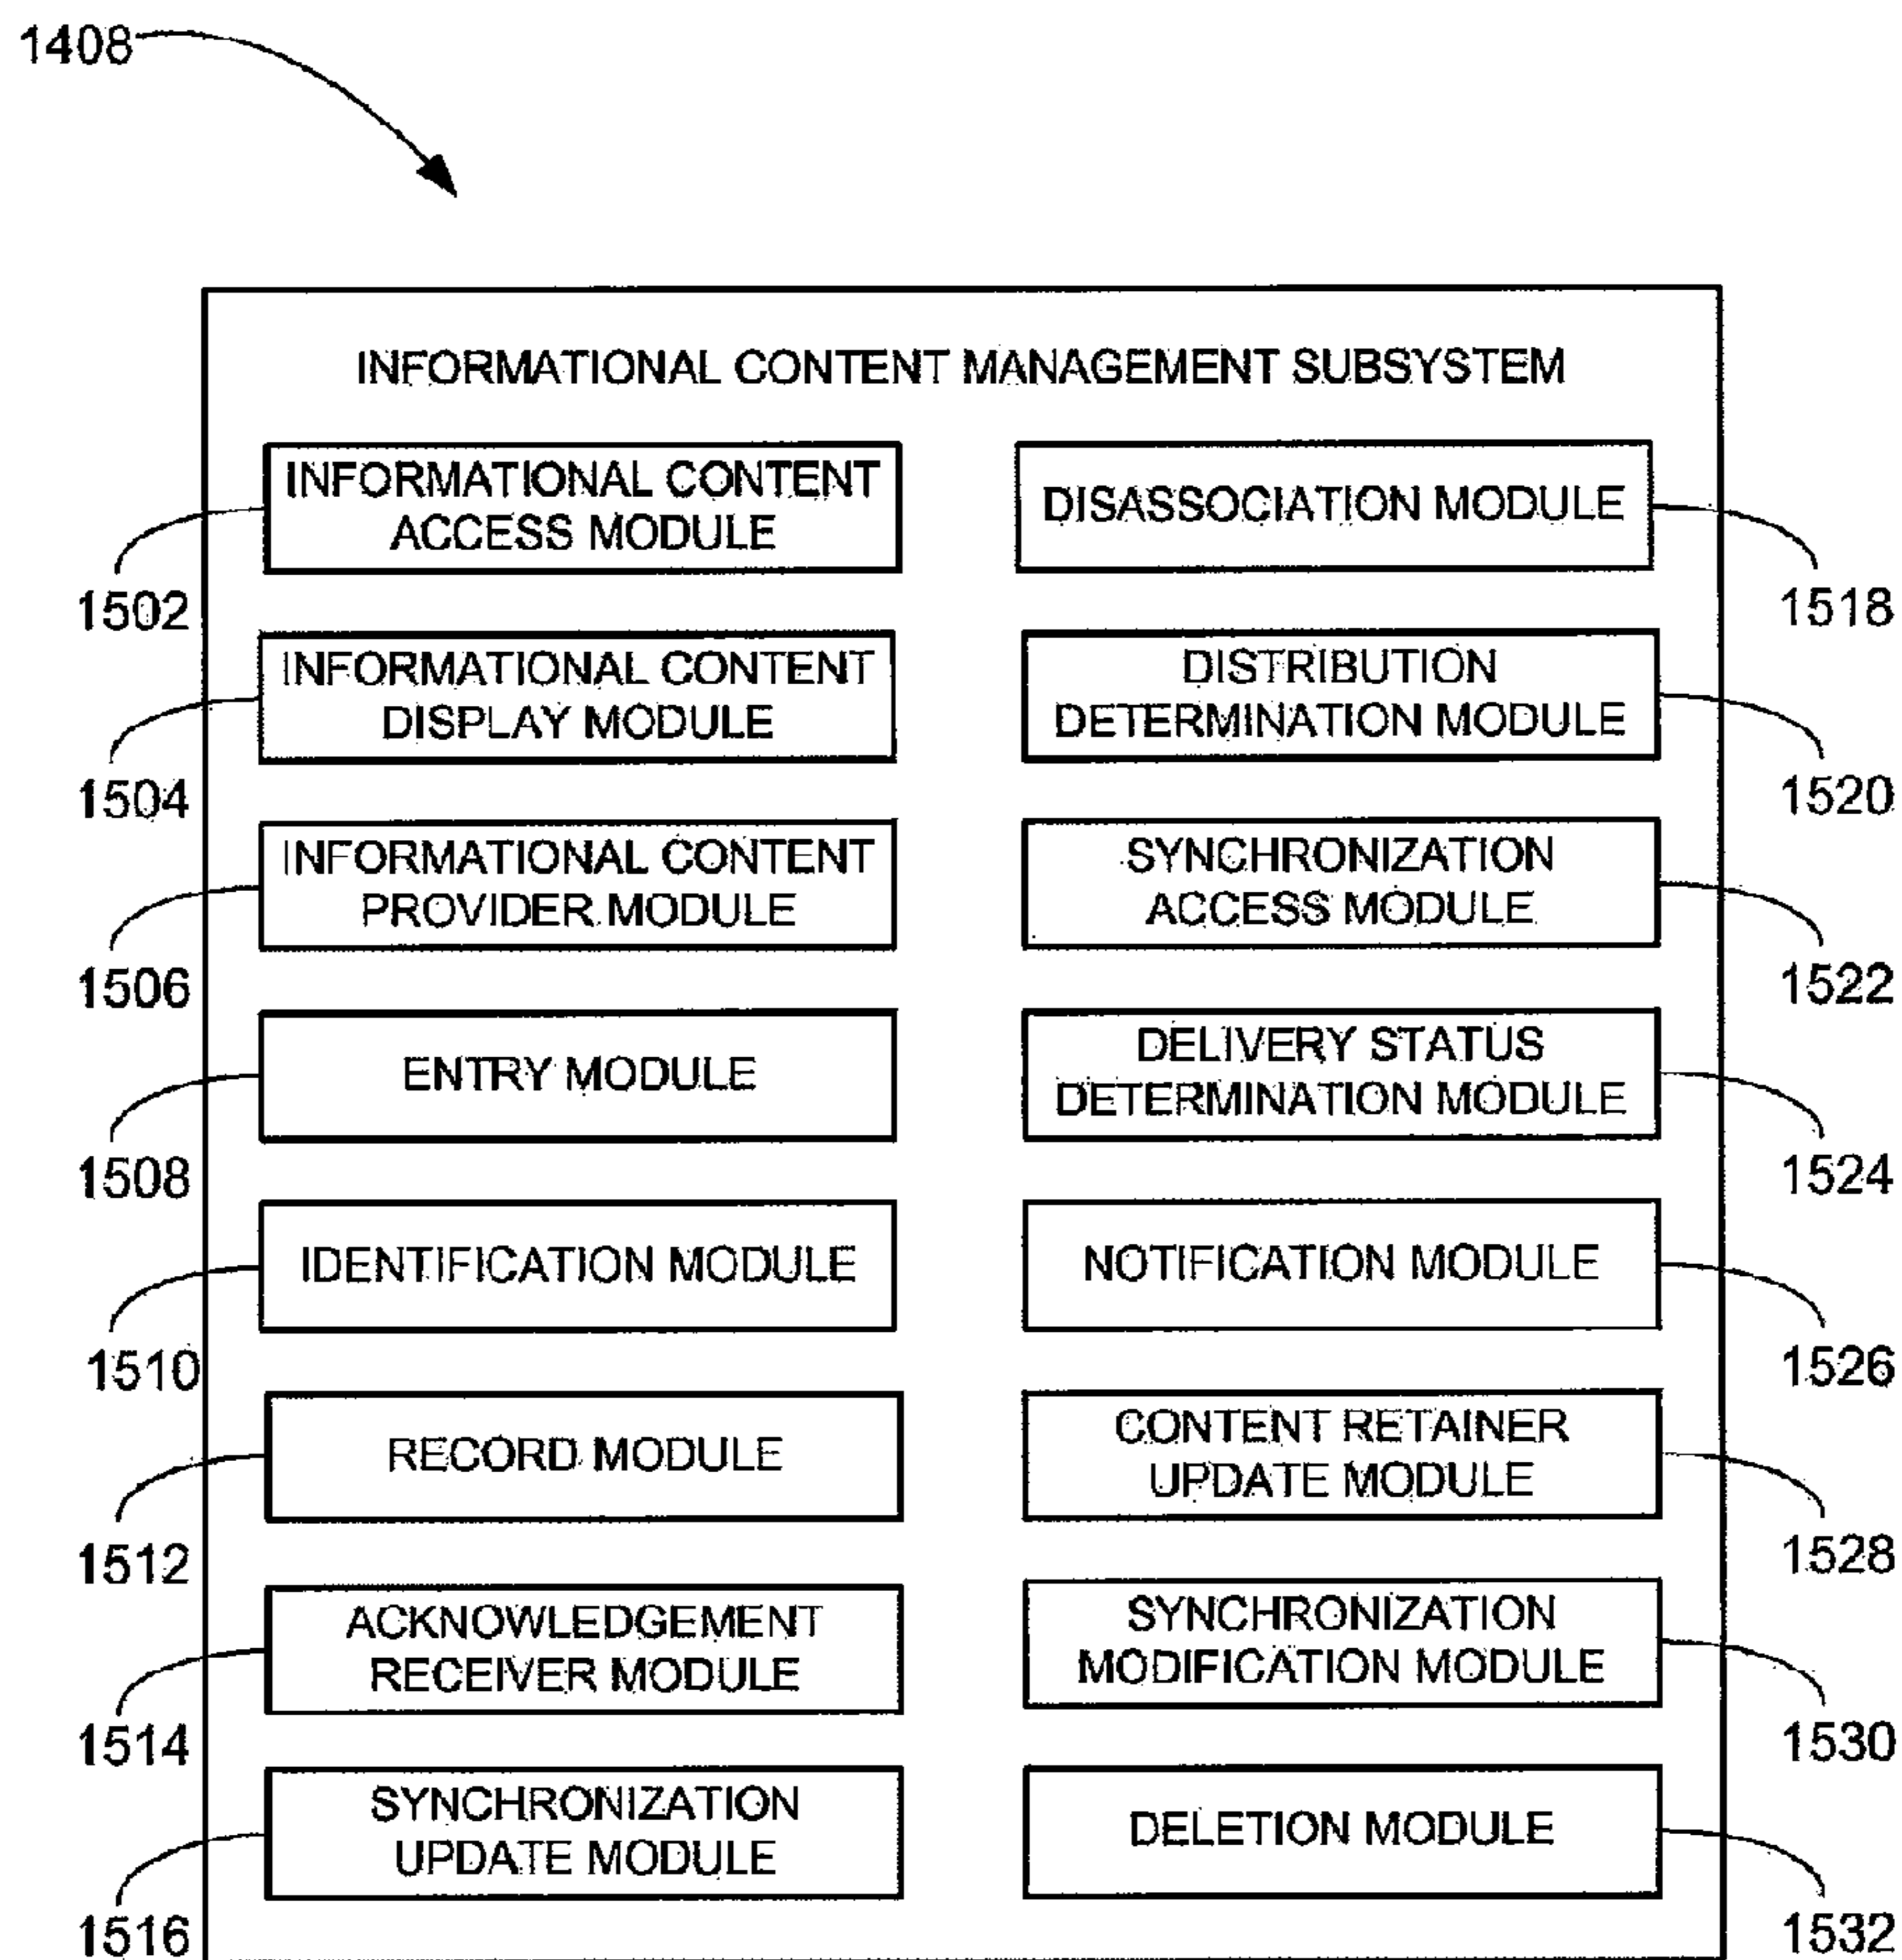 1408
INFORMATIONAL CONTENT MANAGEMENT SUBSYSTEM
INFORMATIONAL CONTENT
ACCESS MODULE
1502
INFORMATIONAL CONTENT
DISPLAY MODULE
1504
INFORMATIONAL CONTENT
PROVIDER MODULE
1506
ENTRY MODULE
1508
IDENTIFICATION MODULE
1510
RECORD MODULE
1512
ACKNOWLEDGEMENT
RECEIVER MODULE
1514
SYNCHRONIZATION
UPDATE MODULE
1516
DISASSOCIATION MODULE
1518
DISTRIBUTION
DETERMINATION MODULE
1520
SYNCHRONIZATION
ACCESS MODULE
1522
DELIVERY STATUS
DETERMINATION MODULE
1524
NOTIFICATION MODULE
1526
CONTENT RETAINER
UPDATE MODULE
1528
SYNCHRONIZATION
MODIFICATION MODULE
1530
DELETION MODULE
1532